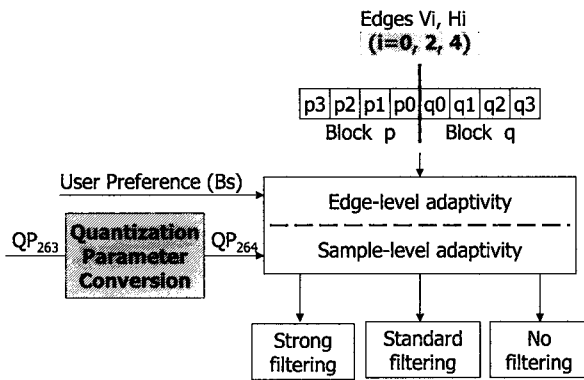 Edges Vi, Hi
(i=0, 2, 4)
p3 p2 p1 p0 q0 q1 q2 q3
Block p Block q
User Preference (Bs)
Edge-level adaptivity
QP263
Quantization
Parameter
Conversion
QP264
Sample-level adaptivity
Strong
filtering
Standard
filtering
No
filtering